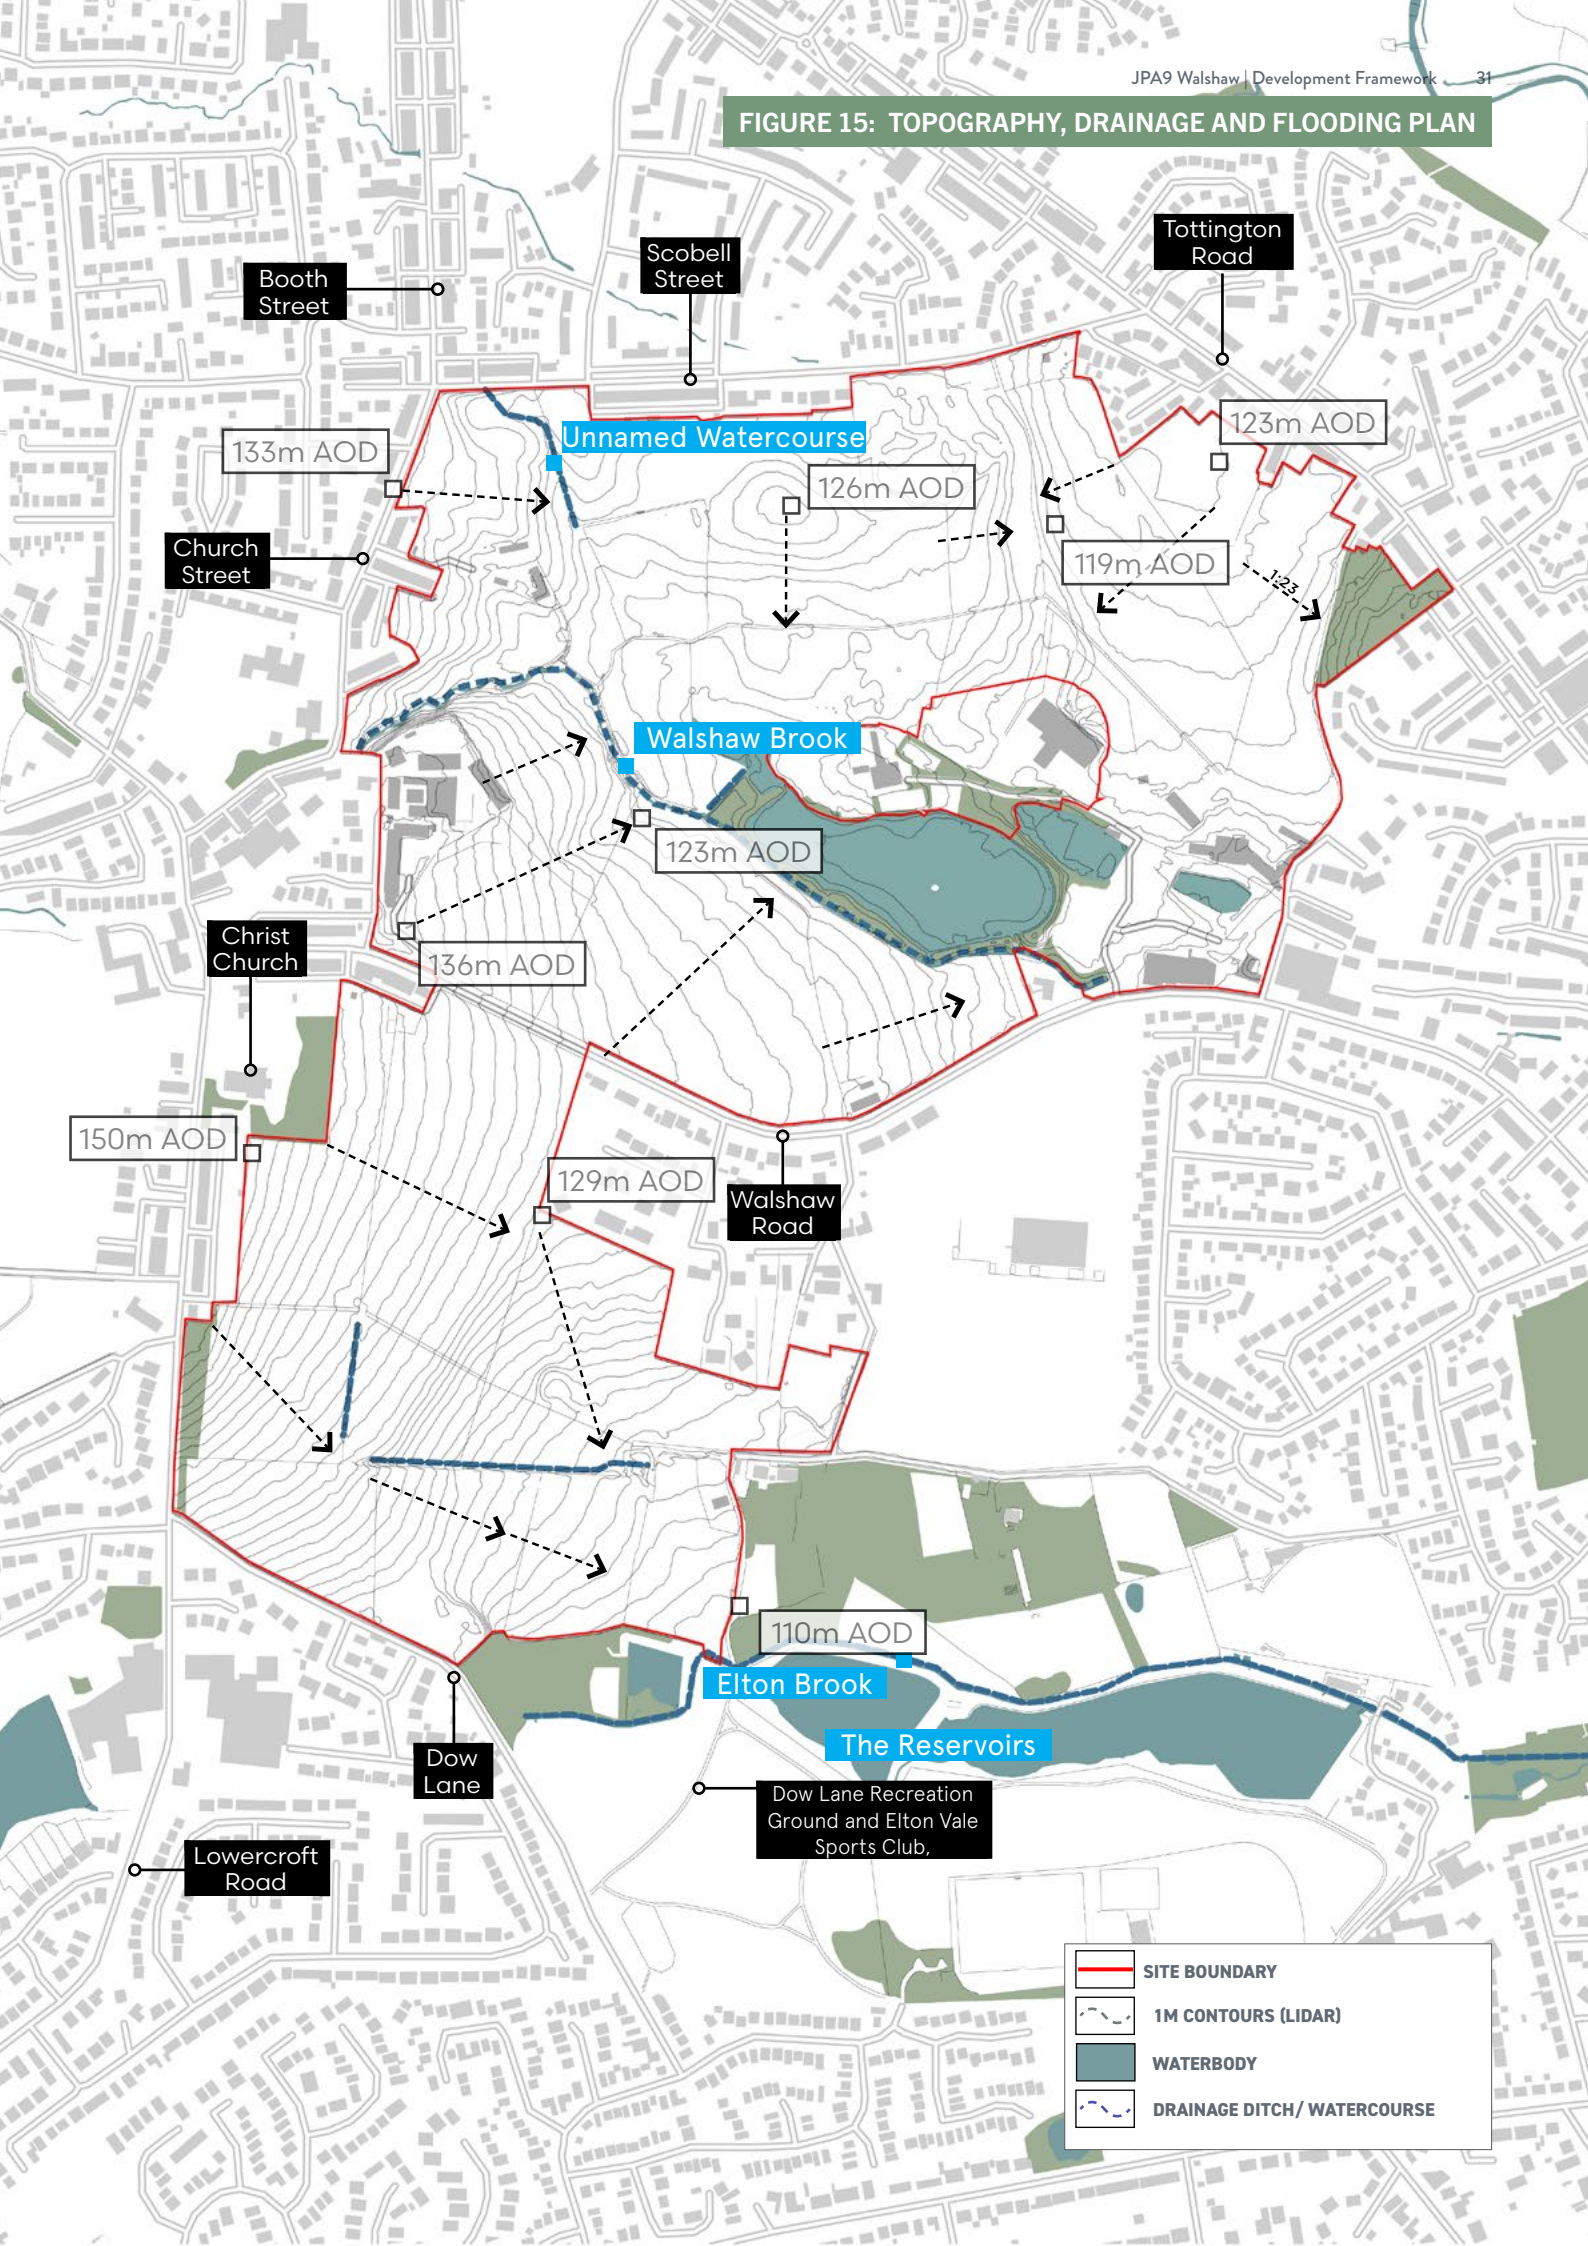 JPA9 Walshaw | Development Framework 31
FIGURE 15: TOPOGRAPHY, DRAINAGE AND FLOODING PLAN
Tottington
Road
Scobell
Street
Booth
Street
123m AOD
Unnamed Watercourse
133m AOD
126m AOD
Church
Street
119m AOD
1:23
Walshaw Brook
123m AOD
Christ
Church
136m AOD
150m AOD
129m AOD
Walshaw
Road
110m AOD
Elton Brook
The Reservoirs
Dow
Lane
Dow Lane Recreation
Ground and Elton Vale
Sports Club,
Lowercroft
Road
SITE BOUNDARY
1M CONTOURS (LIDAR)
WATERBODY
DRAINAGE DITCH/ WATERCOURSE